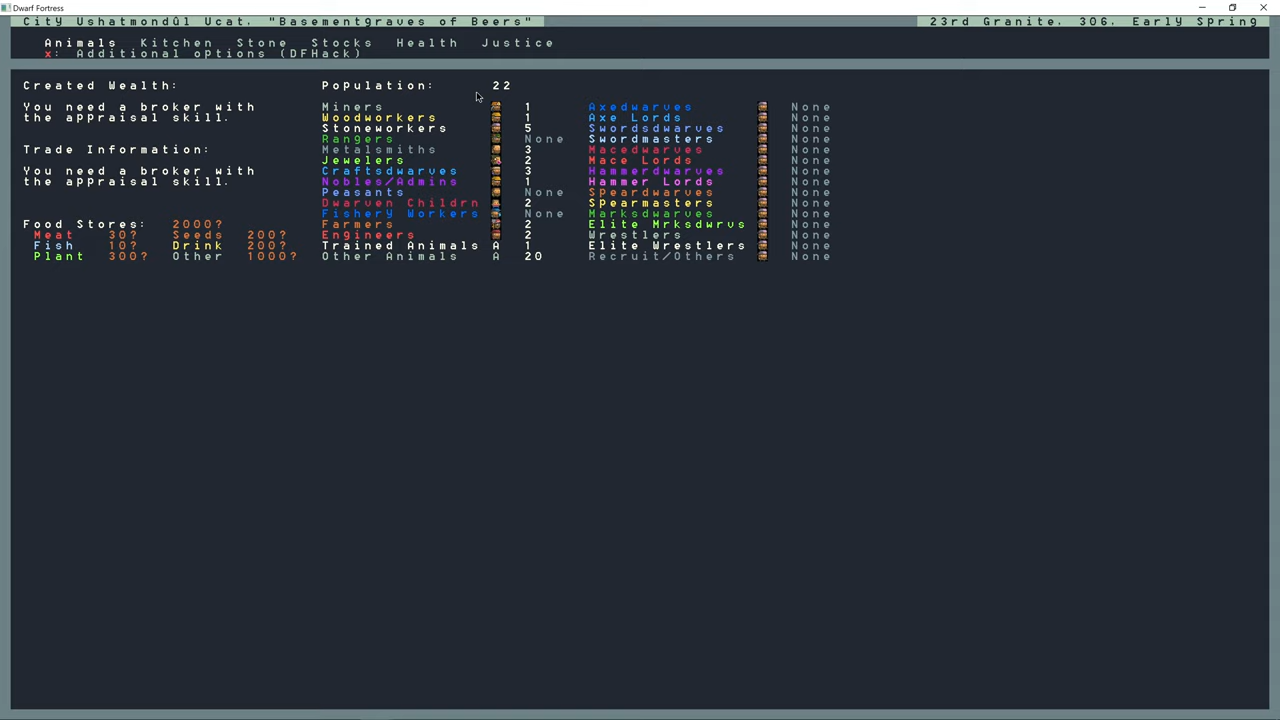 Dwarf Fortress
City Ushatmondûl Ucat, "Basementgraves of Beers" 23rd Granite, 306, Early Spring
Animals Kitchen Stone Stocks Health Justice
x: Additional options (DFHack)
Created Wealth: Population: 22
You need a broker with Miners 1 Axedwarves None
the appraisal skill. Woodworkers 1 Axe Lords None
Stoneworkers 5 Swordsdwarves None
Rangers None Swordmasters None
Trade Information: Metalsmiths 3 Macedwarves None
Jewelers 2 Mace Lords None
You need a broker with Craftsdwarves 3 Hammerdwarves None
the appraisal skill. Nobles/Admins 1 Hammer Lords None
Peasants None Speardwarves None
Dwarven Childrn 2 Spearmasters None
Fishery Workers None Marksdwarves None
Food Stores: 2000? Farmers 2 Elite Mrksdwrvs None
Meat 30? Seeds 200? Engineers 2 Wrestlers None
Fish 10? Drink 200? Trained Animals A 1 Elite Wrestlers None
Plant 300? Other 1000? Other Animals A 20 Recruit/Others None